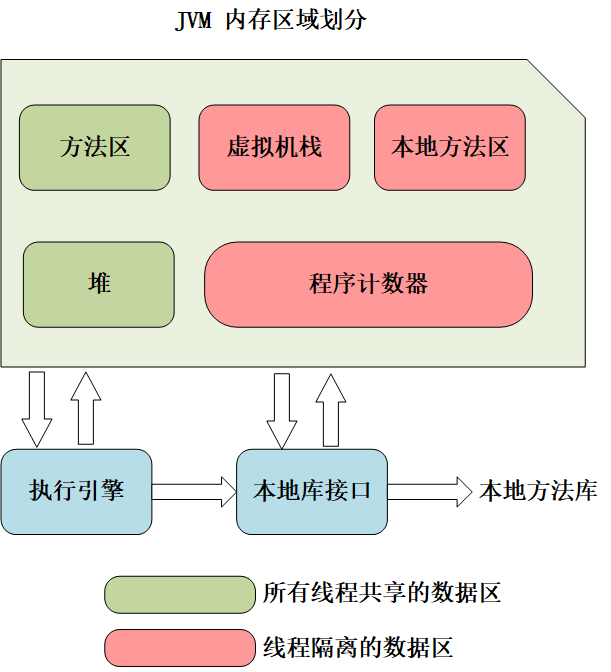 JVM 内存区域划分
方法区
虚拟机栈
本地方法区
堆
程序计数器
执行引擎
本地库接口
本地方法库
所有线程共享的数据区
线程隔离的数据区